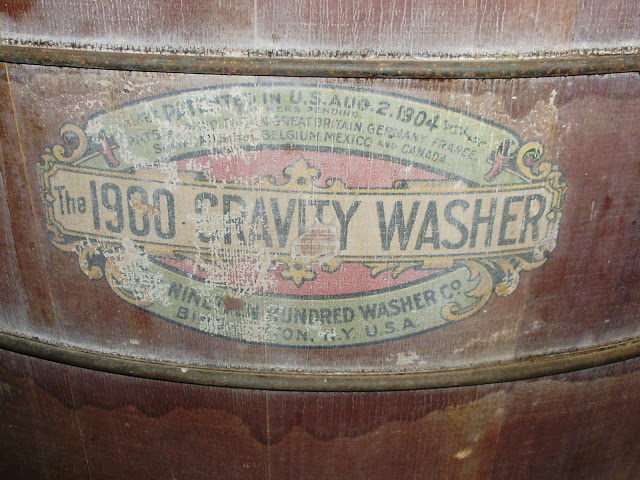 PATENTED IN U.S. AUG. 2. 1904
PENDING
GREAT BRITAIN GERMANY, FRANCE,
BELGIUM, MEXICO AND CANADA
The 1900 GRAVITY WASHER
HUNDRED WASHER CO.
N.Y. U.S.A.